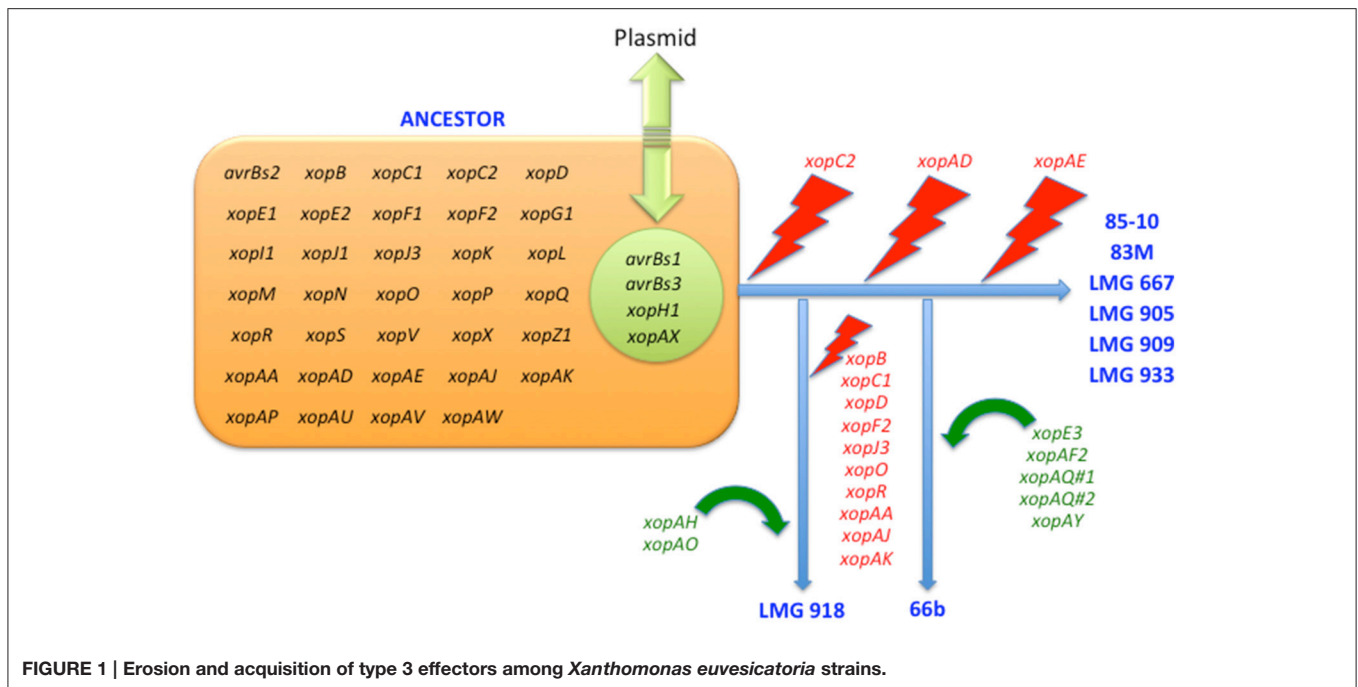 Plasmid
ANCESTOR
avrBs2 xopB xopC1 xopC2 xopD
xopE1 xopE2 xopF1 xopF2 xopG1
xopI1 xopJ1 xopJ3 xopK xopL
xopM xopN xopO xopP xopQ
xopR xopS xopV xopX xopZ1
xopAA xopAD xopAE xopAJ xopAK
xopAP xopAU xopAV xopAW
avrBs1
avrBs3
xopH1
xopAX
xopC2 xopAD xopAE
85-10
83M
LMG 667
LMG 905
LMG 909
LMG 933
xopB
xopC1
xopD
xopF2
xopJ3
xopO
xopR
xopAA
xopAJ
xopAK
xopE3
xopAF2
xopAQ#1
xopAQ#2
xopAY
xopAH
xopAO
LMG 918
66b
FIGURE 1 | Erosion and acquisition of type 3 effectors among Xanthomonas euvesicatoria strains.